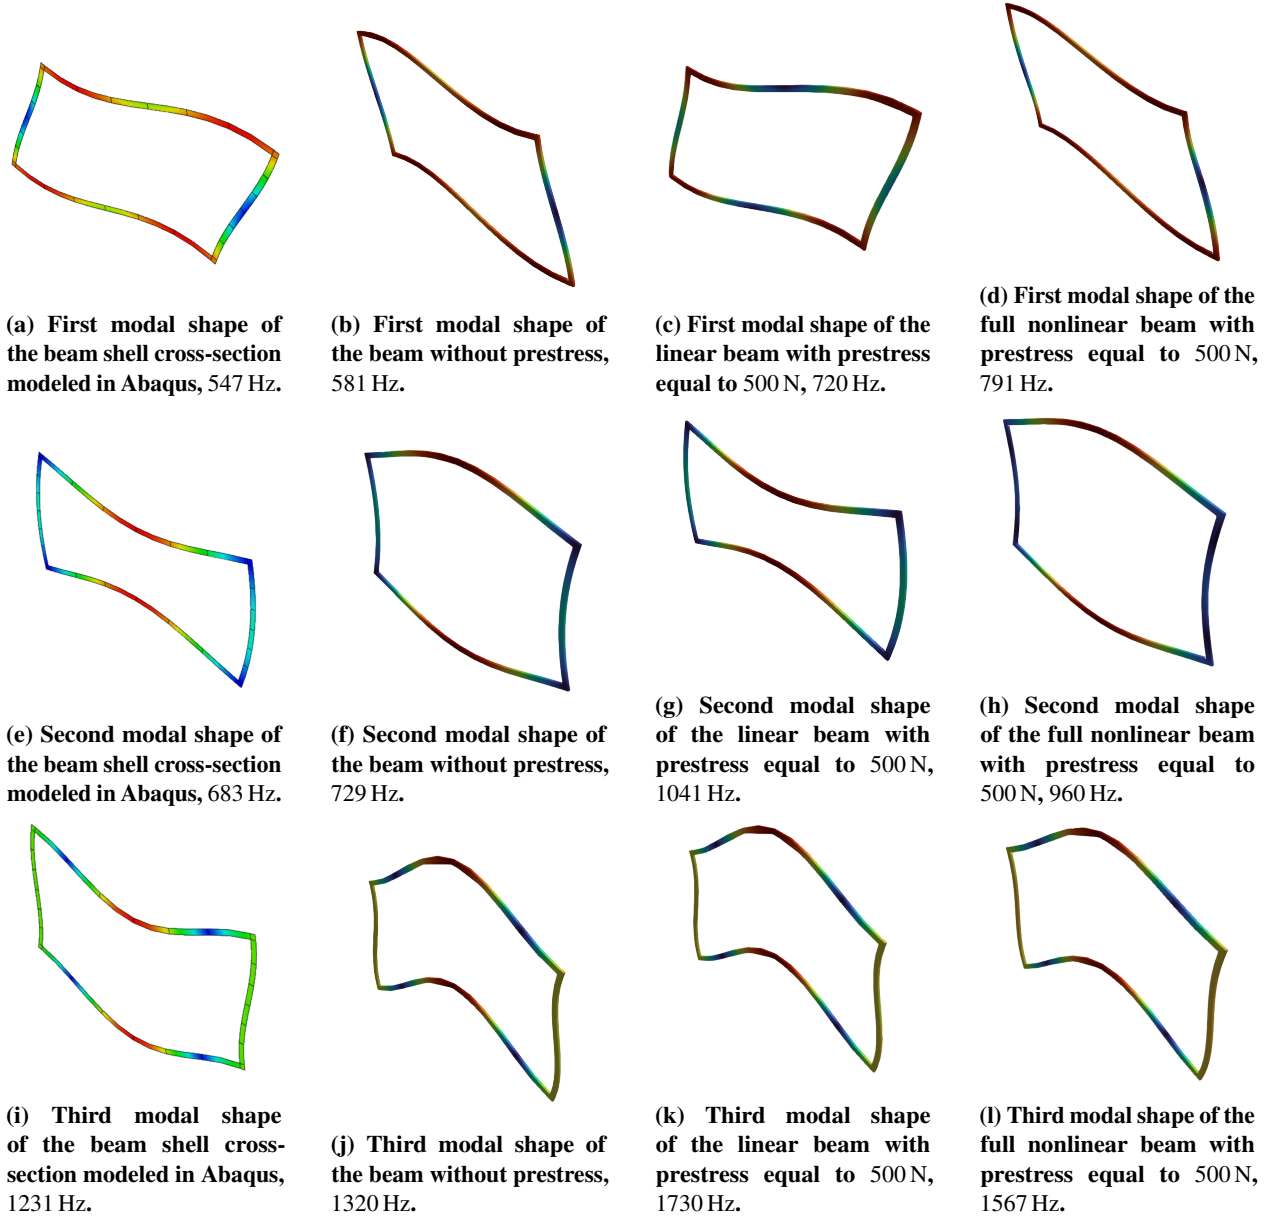 (a) First modal shape of
the beam shell cross-section
modeled in Abaqus, 547 Hz.
(b) First modal shape of
the beam without prestress,
581 Hz.
(c) First modal shape of the
linear beam with prestress
equal to 500 N, 720 Hz.
(d) First modal shape of the
full nonlinear beam with
prestress equal to 500 N,
791 Hz.
(e) Second modal shape of
the beam shell cross-section
modeled in Abaqus, 683 Hz.
(f) Second modal shape of
the beam without prestress,
729 Hz.
(g) Second modal shape
of the linear beam with
prestress equal to 500 N,
1041 Hz.
(h) Second modal shape
of the full nonlinear beam
with prestress equal to
500 N, 960 Hz.
(i) Third modal shape
of the beam shell cross-
section modeled in Abaqus,
1231 Hz.
(j) Third modal shape of
the beam without prestress,
1320 Hz.
(k) Third modal shape
of the linear beam with
prestress equal to 500 N,
1730 Hz.
(l) Third modal shape of the
full nonlinear beam with
prestress equal to 500 N,
1567 Hz.